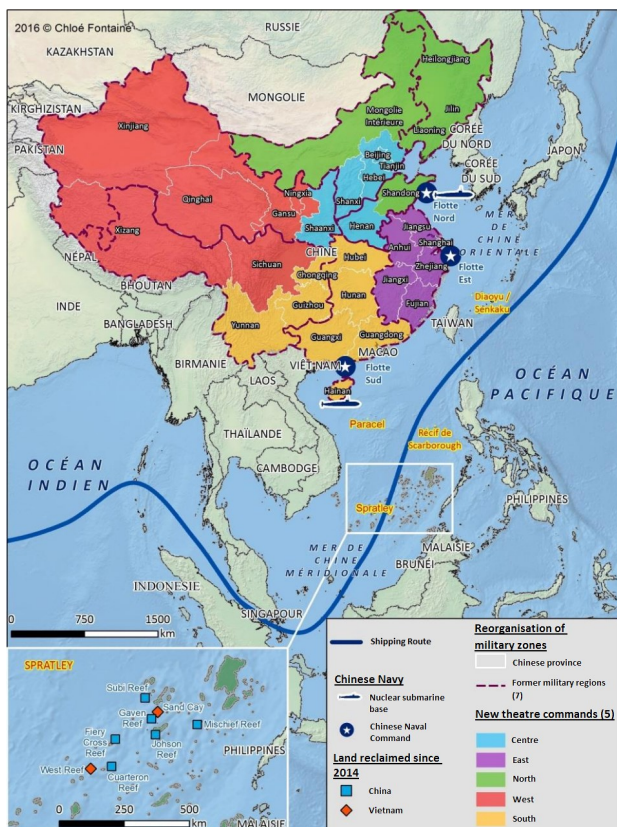 2016 © Chloé Fontaine
RUSSIE
KAZAKHSTAN
MONGOLIE
KIRGHIZISTAN
PAKISTAN
NÉPAL
BHOUTAN
INDE
BANGLADESH
BIRMANIE
LAOS
VIÊT NAM
THAÏLANDE
CAMBODGE
CHINE
MACAO
TAÏWAN
CORÉE
DU NORD
CORÉE
DU SUD
JAPON
PHILIPPINES
MALAISIE
BRUNEI
INDONESIE
SINGAPOUR
Heilongjiang
Jilin
Liaoning
Mongolie
Intérieure
Xinjiang
Beijing
Tianjin
Hebei
Shanxi
Shandong
Ningxia
Qinghai
Gansu
Shaanxi
Henan
Jiangsu
Xizang
Anhui
Shanghai
Hubei
Sichuan
Chongqing
Zhejiang
Jiangxi
Hunan
Guizhou
Fujian
Yunnan
Guangxi
Guangdong
Hainan
Flotte
Nord
Flotte
Est
Flotte
Sud
MER
DE
CHINE
ORIENTALE
Diaoyu /
Senkaku
OCÉAN
PACIFIQUE
Paracel
Récif de
Scarborough
Spratley
OCÉAN
INDIEN
MER DE
CHINE
MÉRIDIONALE
0 750 1500
km
SPRATLEY
Subi Reef
Gaven
Reef
Sand Cay
Mischief Reef
Fiery
Cross
Reef
Johson
Reef
West Reef
Cuarteron Reef
PHILIPPINES
MALAISIE
0 250 500
km
Shipping Route
Chinese Navy
Nuclear submarine
base
Chinese Naval
Command
Land reclaimed since
2014
China
Vietnam
Reorganisation of
military zones
Chinese province
Former military regions
(7)
New theatre commands (5)
Centre
East
North
West
South